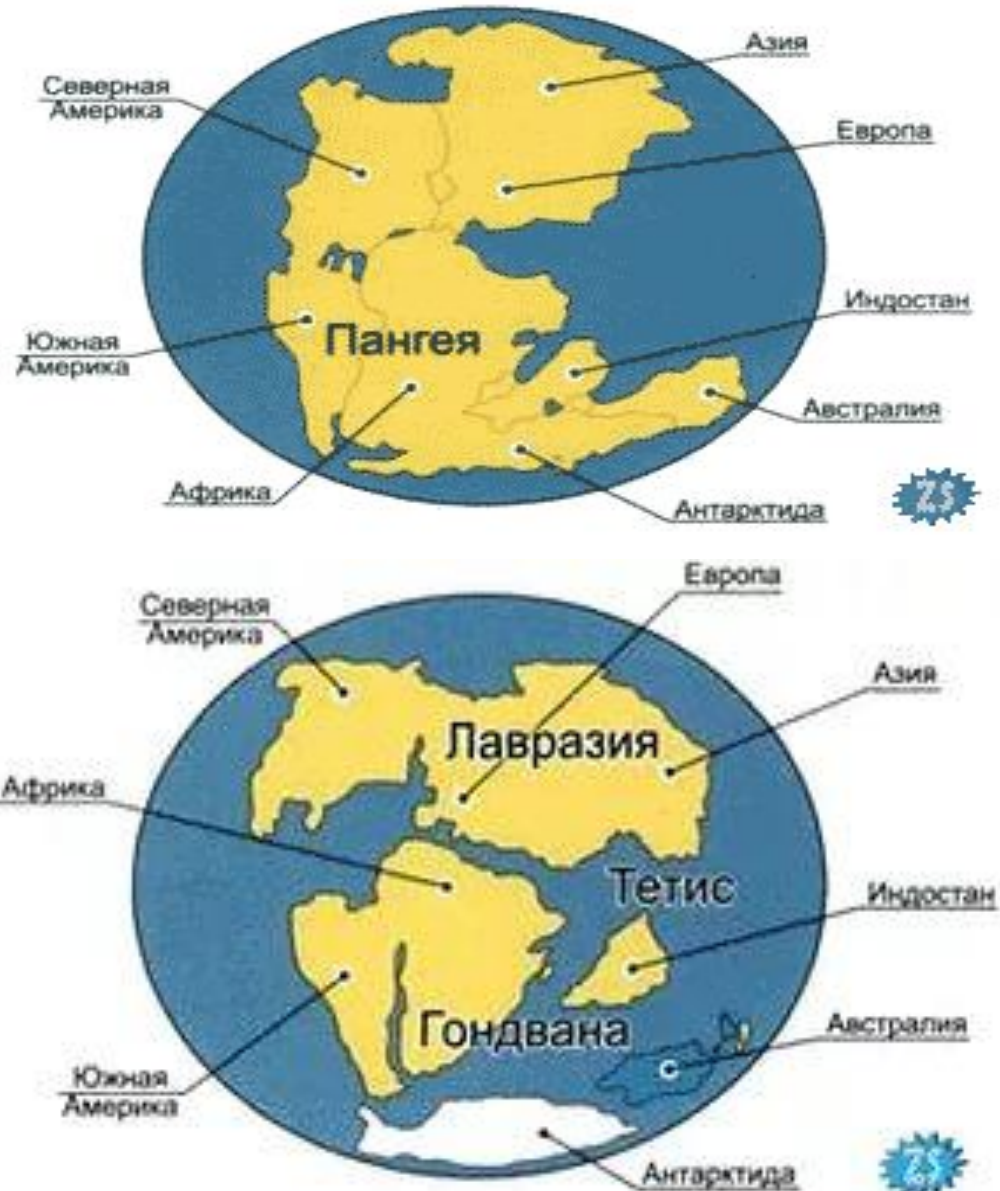 Азия
Северная
Америка
Европа
Индостан
Пангея
Южная
Америка
Австралия
Африка
Антарктида
ZS
Европа
Северная
Америка
Азия
Лавразия
Африка
Тетис
Индостан
Гондвана
Австралия
Южная
Америка
Антарктида
ZS